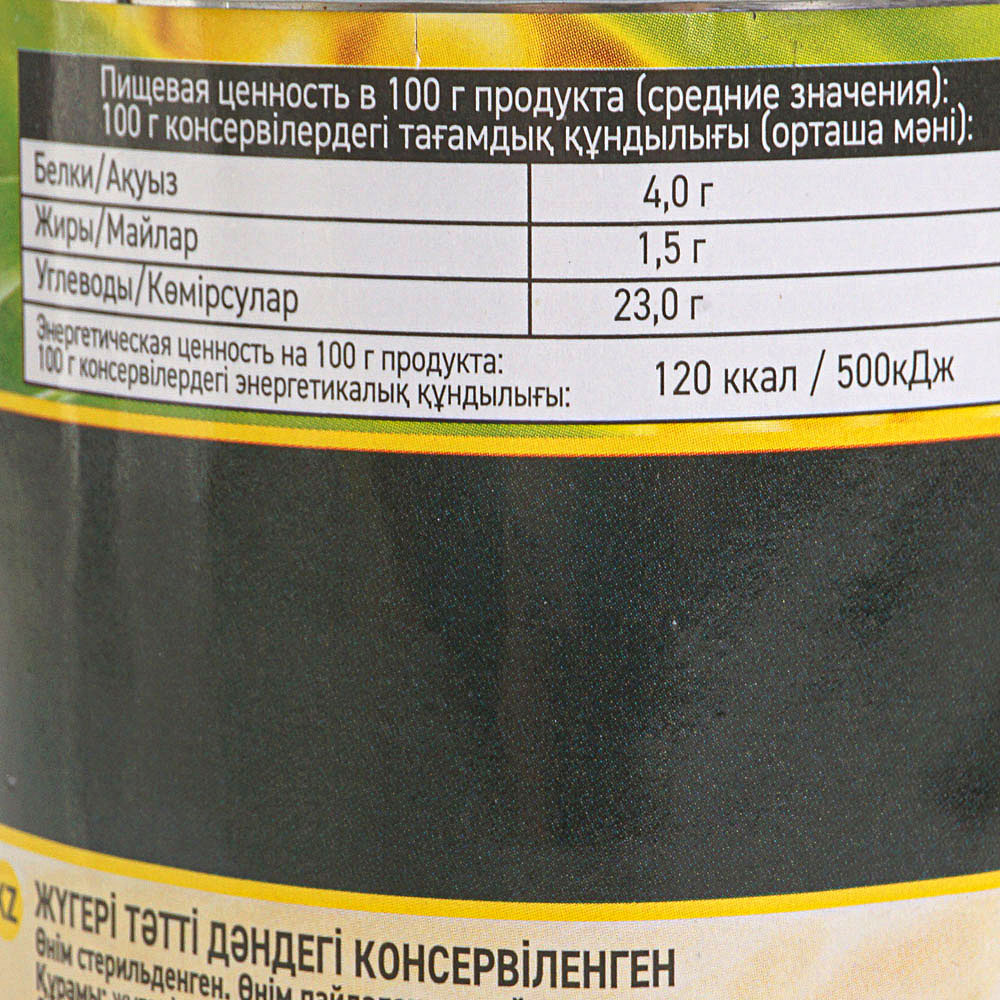 Пищевая ценность в 100 г продукта (средние значения):
100 г консервілердегі тағамдық құндылығы (орташа мәні):
Белки/Ақуыз 4,0 г
Жиры/Майлар 1,5 г
Углеводы/Көмірсулар 23,0 г
Энергетическая ценность на 100 г продукта:
100 г консервілердегі энергетикалық құндылығы: 120 ккал / 500кДж
KZ ЖҮГЕРІ ТӘТТІ ДӘНДЕГІ КОНСЕРВІЛЕНГЕН
Өнім стерильденген. Өнім
Құрамы: